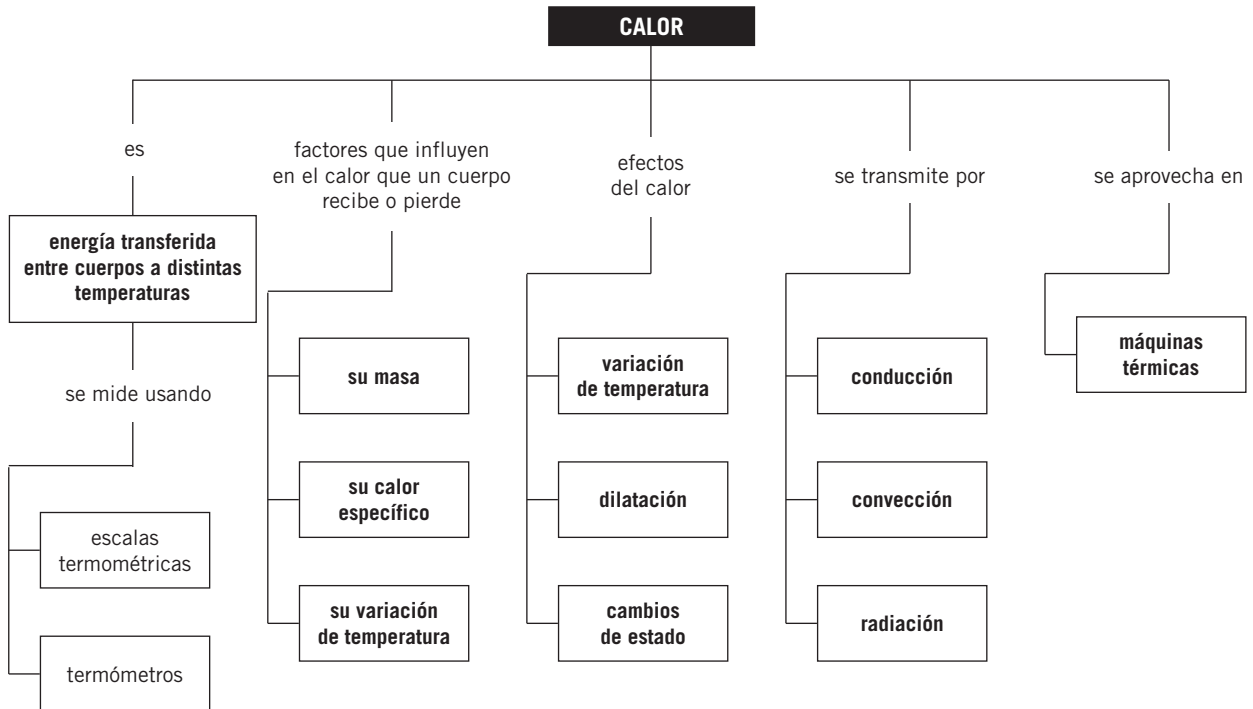 CALOR
es
energía transferida
entre cuerpos a distintas
temperaturas
se mide usando
escalas
termométricas
termómetros
factores que influyen
en el calor que un cuerpo
recibe o pierde
su masa
su calor
específico
su variación
de temperatura
efectos
del calor
variación
de temperatura
dilatación
cambios
de estado
se transmite por
conducción
convección
radiación
se aprovecha en
máquinas
térmicas